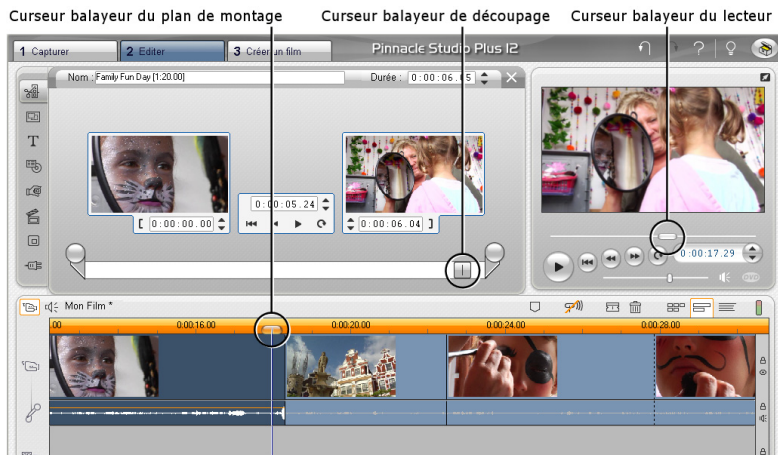 Curseur balayeur du plan de montage Curseur balayeur de découpage Curseur balayeur du lecteur
1 Capturer 2 Editer 3 Créer un film Pinnacle Studio Plus 12
Nom : Family Fun Day [1:20.00] Durée : 0:00:06.05
0:00:05.24
[ 0:00:00.00 0:00:06.04 ]
0:00:17.29
DVD
Mon Film *
.00 0:00:16.00 0:00:20.00 0:00:24.00 0:00:28.00